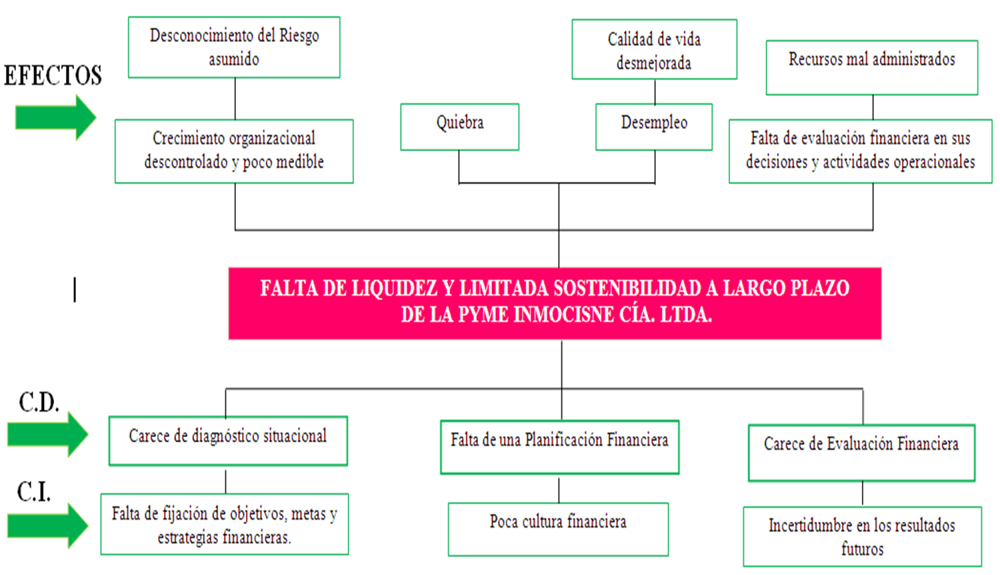 Desconocimiento del Riesgo
asumido
Calidad de vida
desmejorada
Recursos mal administrados
EFECTOS
Crecimiento organizacional
descontrolado y poco medible
Quiebra
Desempleo
Falta de evaluación financiera en sus
decisiones y actividades operacionales
FALTA DE LIQUIDEZ Y LIMITADA SOSTENIBILIDAD A LARGO PLAZO
DE LA PYME INMOCISNE CÍA. LTDA.
C.D.
Carece de diagnóstico situacional
Falta de una Planificación Financiera
Carece de Evaluación Financiera
C.I.
Falta de fijación de objetivos, metas y
estrategias financieras.
Poca cultura financiera
Incertidumbre en los resultados
futuros